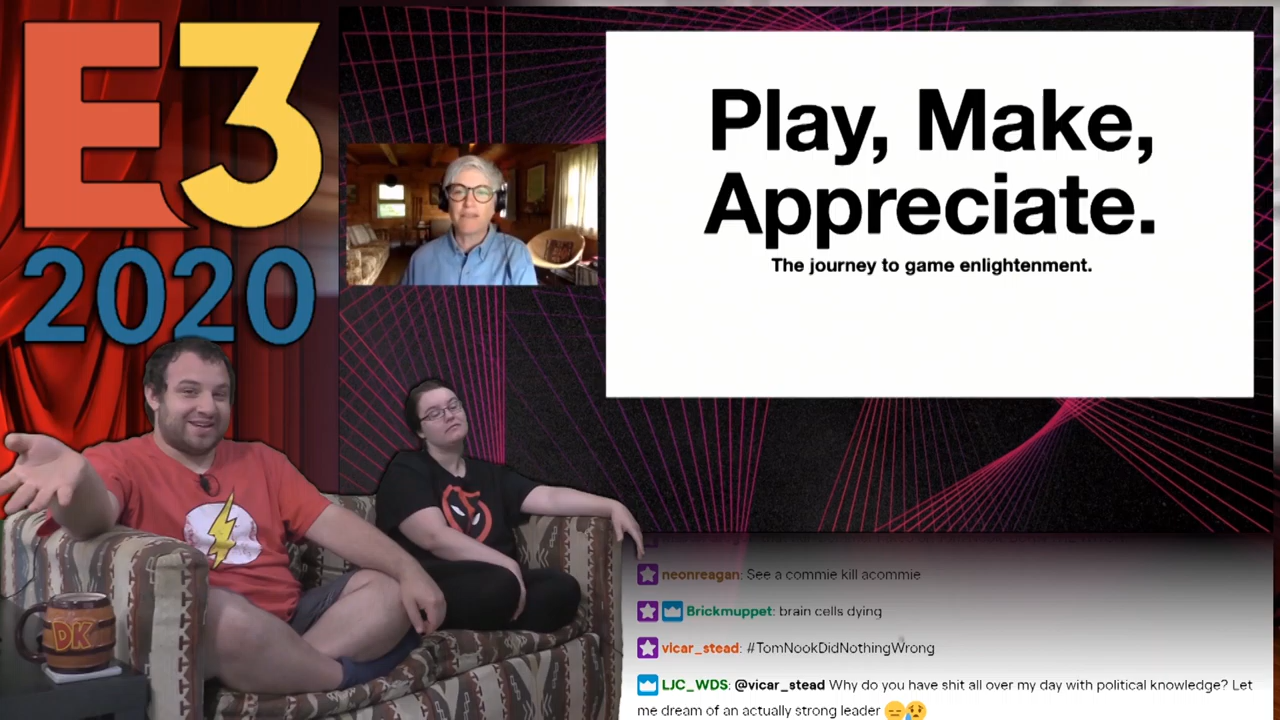 E3
2020
Play, Make,
Appreciate.
The journey to game enlightenment.
DK
neonreagan: See a commie kill acommie
Brickmuppet: brain cells dying
vicar_stead: #TomNookDidNothingWrong
LJC_WDS: @vicar_stead Why do you have shit all over my day with political knowledge? Let
me dream of an actually strong leader 😑😢